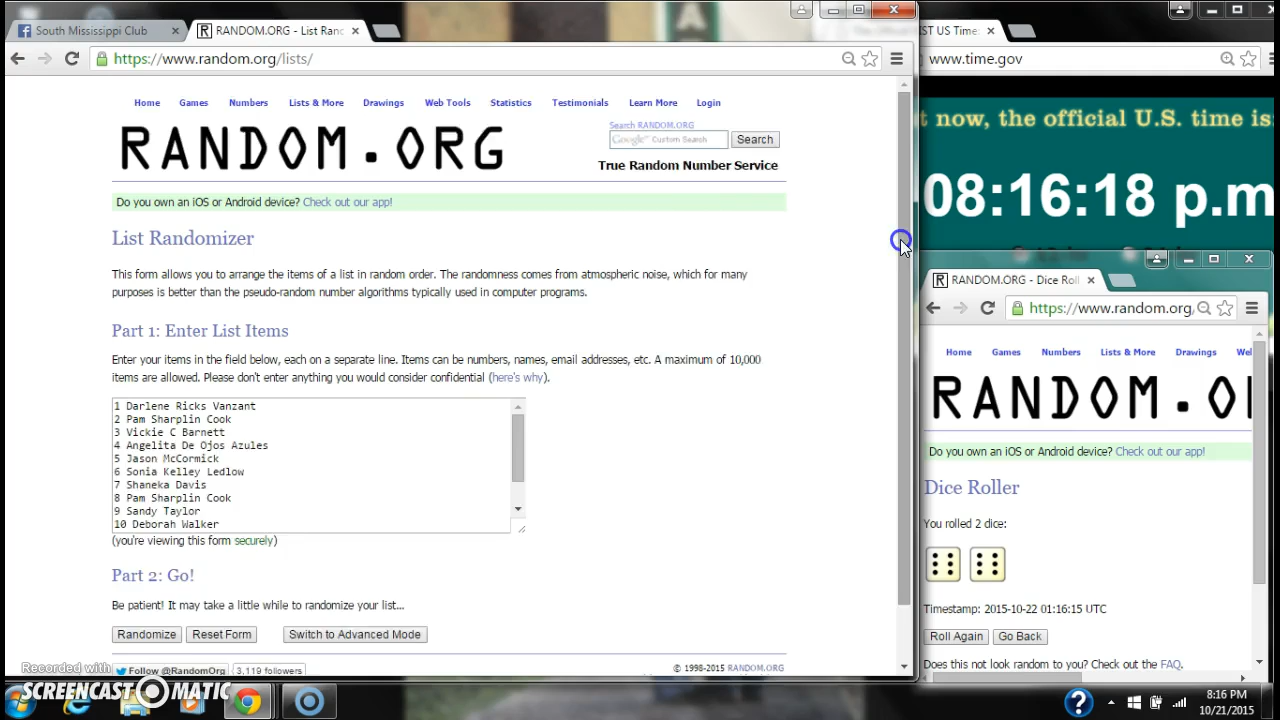 South Mississippi Club
RANDOM.ORG - List Ranc
https://www.random.org/lists/
Home Games Numbers Lists & More Drawings Web Tools Statistics Testimonials Learn More Login
RANDOM.ORG
Search RANDOM.ORG
Google™ Custom Search
Search
True Random Number Service
Do you own an iOS or Android device? Check out our app!
List Randomizer
This form allows you to arrange the items of a list in random order. The randomness comes from atmospheric noise, which for many
purposes is better than the pseudo-random number algorithms typically used in computer programs.
Part 1: Enter List Items
Enter your items in the field below, each on a separate line. Items can be numbers, names, email addresses, etc. A maximum of 10,000
items are allowed. Please don't enter anything you would consider confidential (here's why).
1 Darlene Ricks Vanzant
2 Pam Sharplin Cook
3 Vickie C Barnett
4 Angelita De Ojos Azules
5 Jason McCormick
6 Sonia Kelley Ledlow
7 Shaneka Davis
8 Pam Sharplin Cook
9 Sandy Taylor
10 Deborah Walker
(you're viewing this form securely)
Part 2: Go!
Be patient! It may take a little while to randomize your list...
Randomize Reset Form Switch to Advanced Mode
Follow @RandomOrg 3,119 followers
© 1998-2015 RANDOM.ORG
ST US Time
www.time.gov
t now, the official U.S. time is
08:16:18 p.m
RANDOM.ORG - Dice Roll
https://www.random.org
Home Games Numbers Lists & More Drawings Wel
RANDOM.O
Do you own an iOS or Android device? Check out our app!
Dice Roller
You rolled 2 dice:
Timestamp: 2015-10-22 01:16:15 UTC
Roll Again Go Back
Does this not look random to you? Check out the FAQ.
Recorded with
SCREENCAST-O-MATIC
8:16 PM
10/21/2015